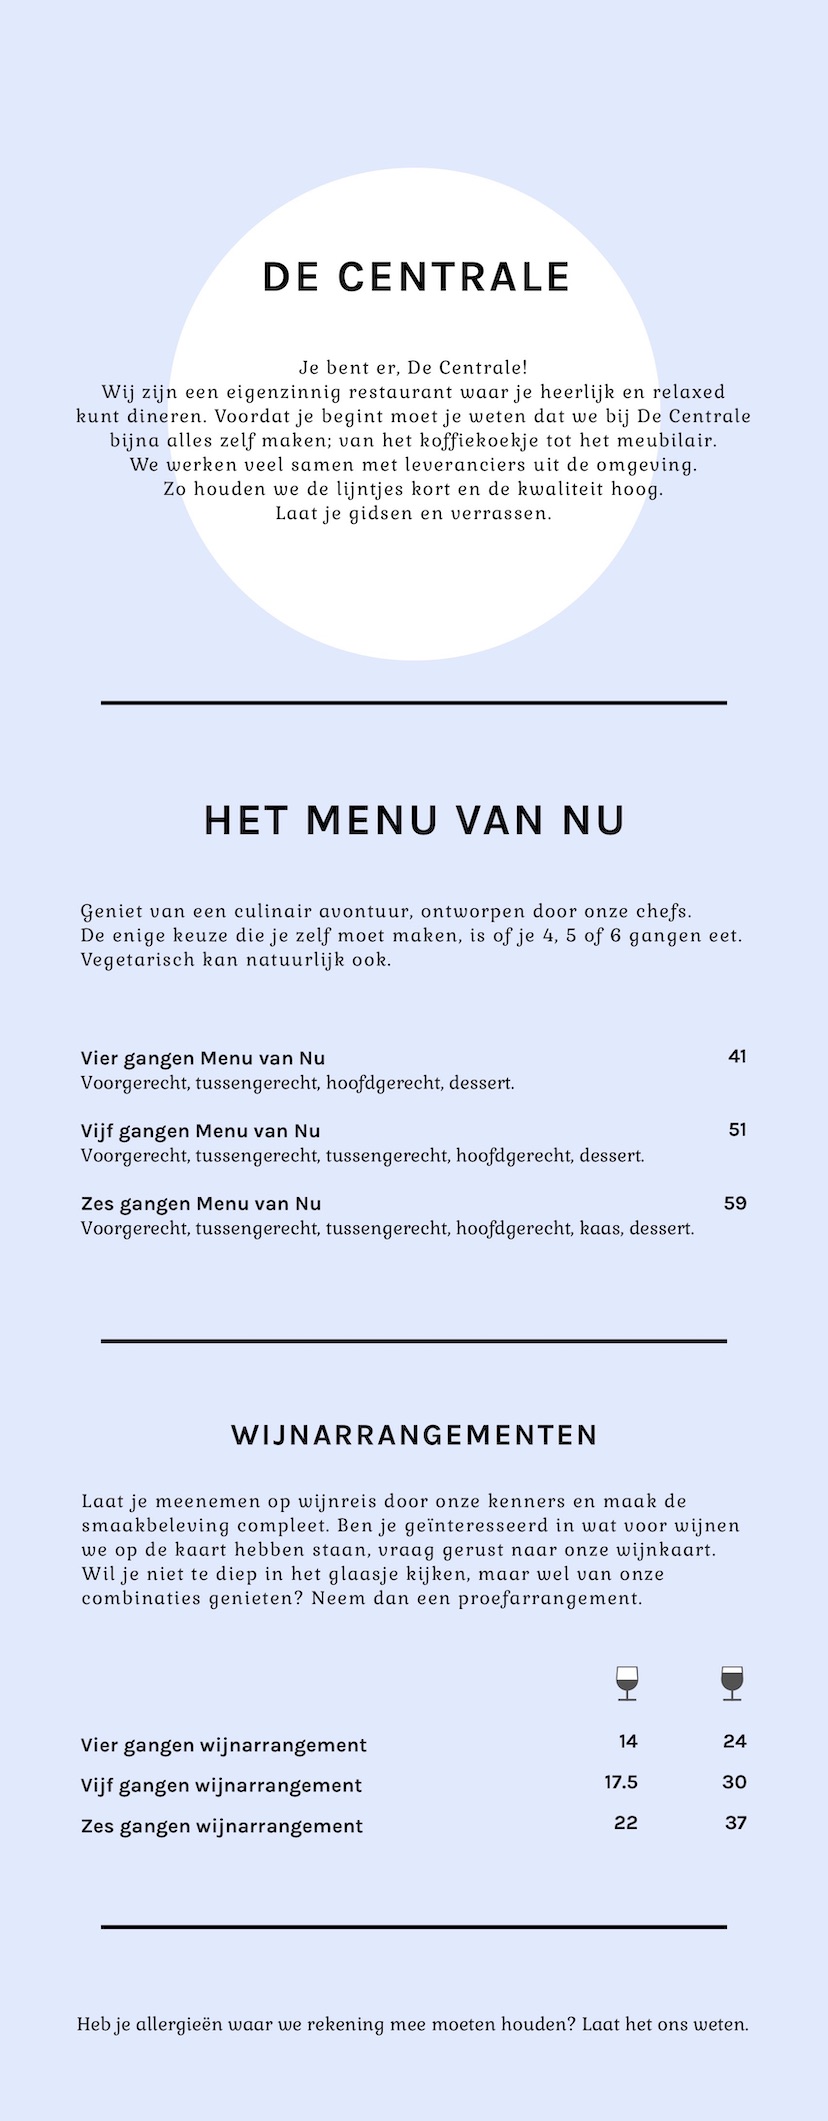 DE CENTRALE
Je bent er, De Centrale!
Wij zijn een eigenzinnig restaurant waar je heerlijk en relaxed
kunt dineren. Voordat je begint moet je weten dat we bij De Centrale
bijna alles zelf maken; van het koffiekoekje tot het meubilair.
We werken veel samen met leveranciers uit de omgeving.
Zo houden we de lijntjes kort en de kwaliteit hoog.
Laat je gidsen en verrassen.
HET MENU VAN NU
Geniet van een culinair avontuur, ontworpen door onze chefs.
De enige keuze die je zelf moet maken, is of je 4, 5 of 6 gangen eet.
Vegetarisch kan natuurlijk ook.
Vier gangen Menu van Nu 41
Voorgerecht, tussengerecht, hoofdgerecht, dessert.
Vijf gangen Menu van Nu 51
Voorgerecht, tussengerecht, tussengerecht, hoofdgerecht, dessert.
Zes gangen Menu van Nu 59
Voorgerecht, tussengerecht, tussengerecht, hoofdgerecht, kaas, dessert.
WIJNARRANGEMENTEN
Laat je meenemen op wijnreis door onze kenners en maak de
smaakbeleving compleet. Ben je geïnteresseerd in wat voor wijnen
we op de kaart hebben staan, vraag gerust naar onze wijnkaart.
Wil je niet te diep in het glaasje kijken, maar wel van onze
combinaties genieten? Neem dan een proefarrangement.
Vier gangen wijnarrangement 14 24
Vijf gangen wijnarrangement 17.5 30
Zes gangen wijnarrangement 22 37
Heb je allergieën waar we rekening mee moeten houden? Laat het ons weten.